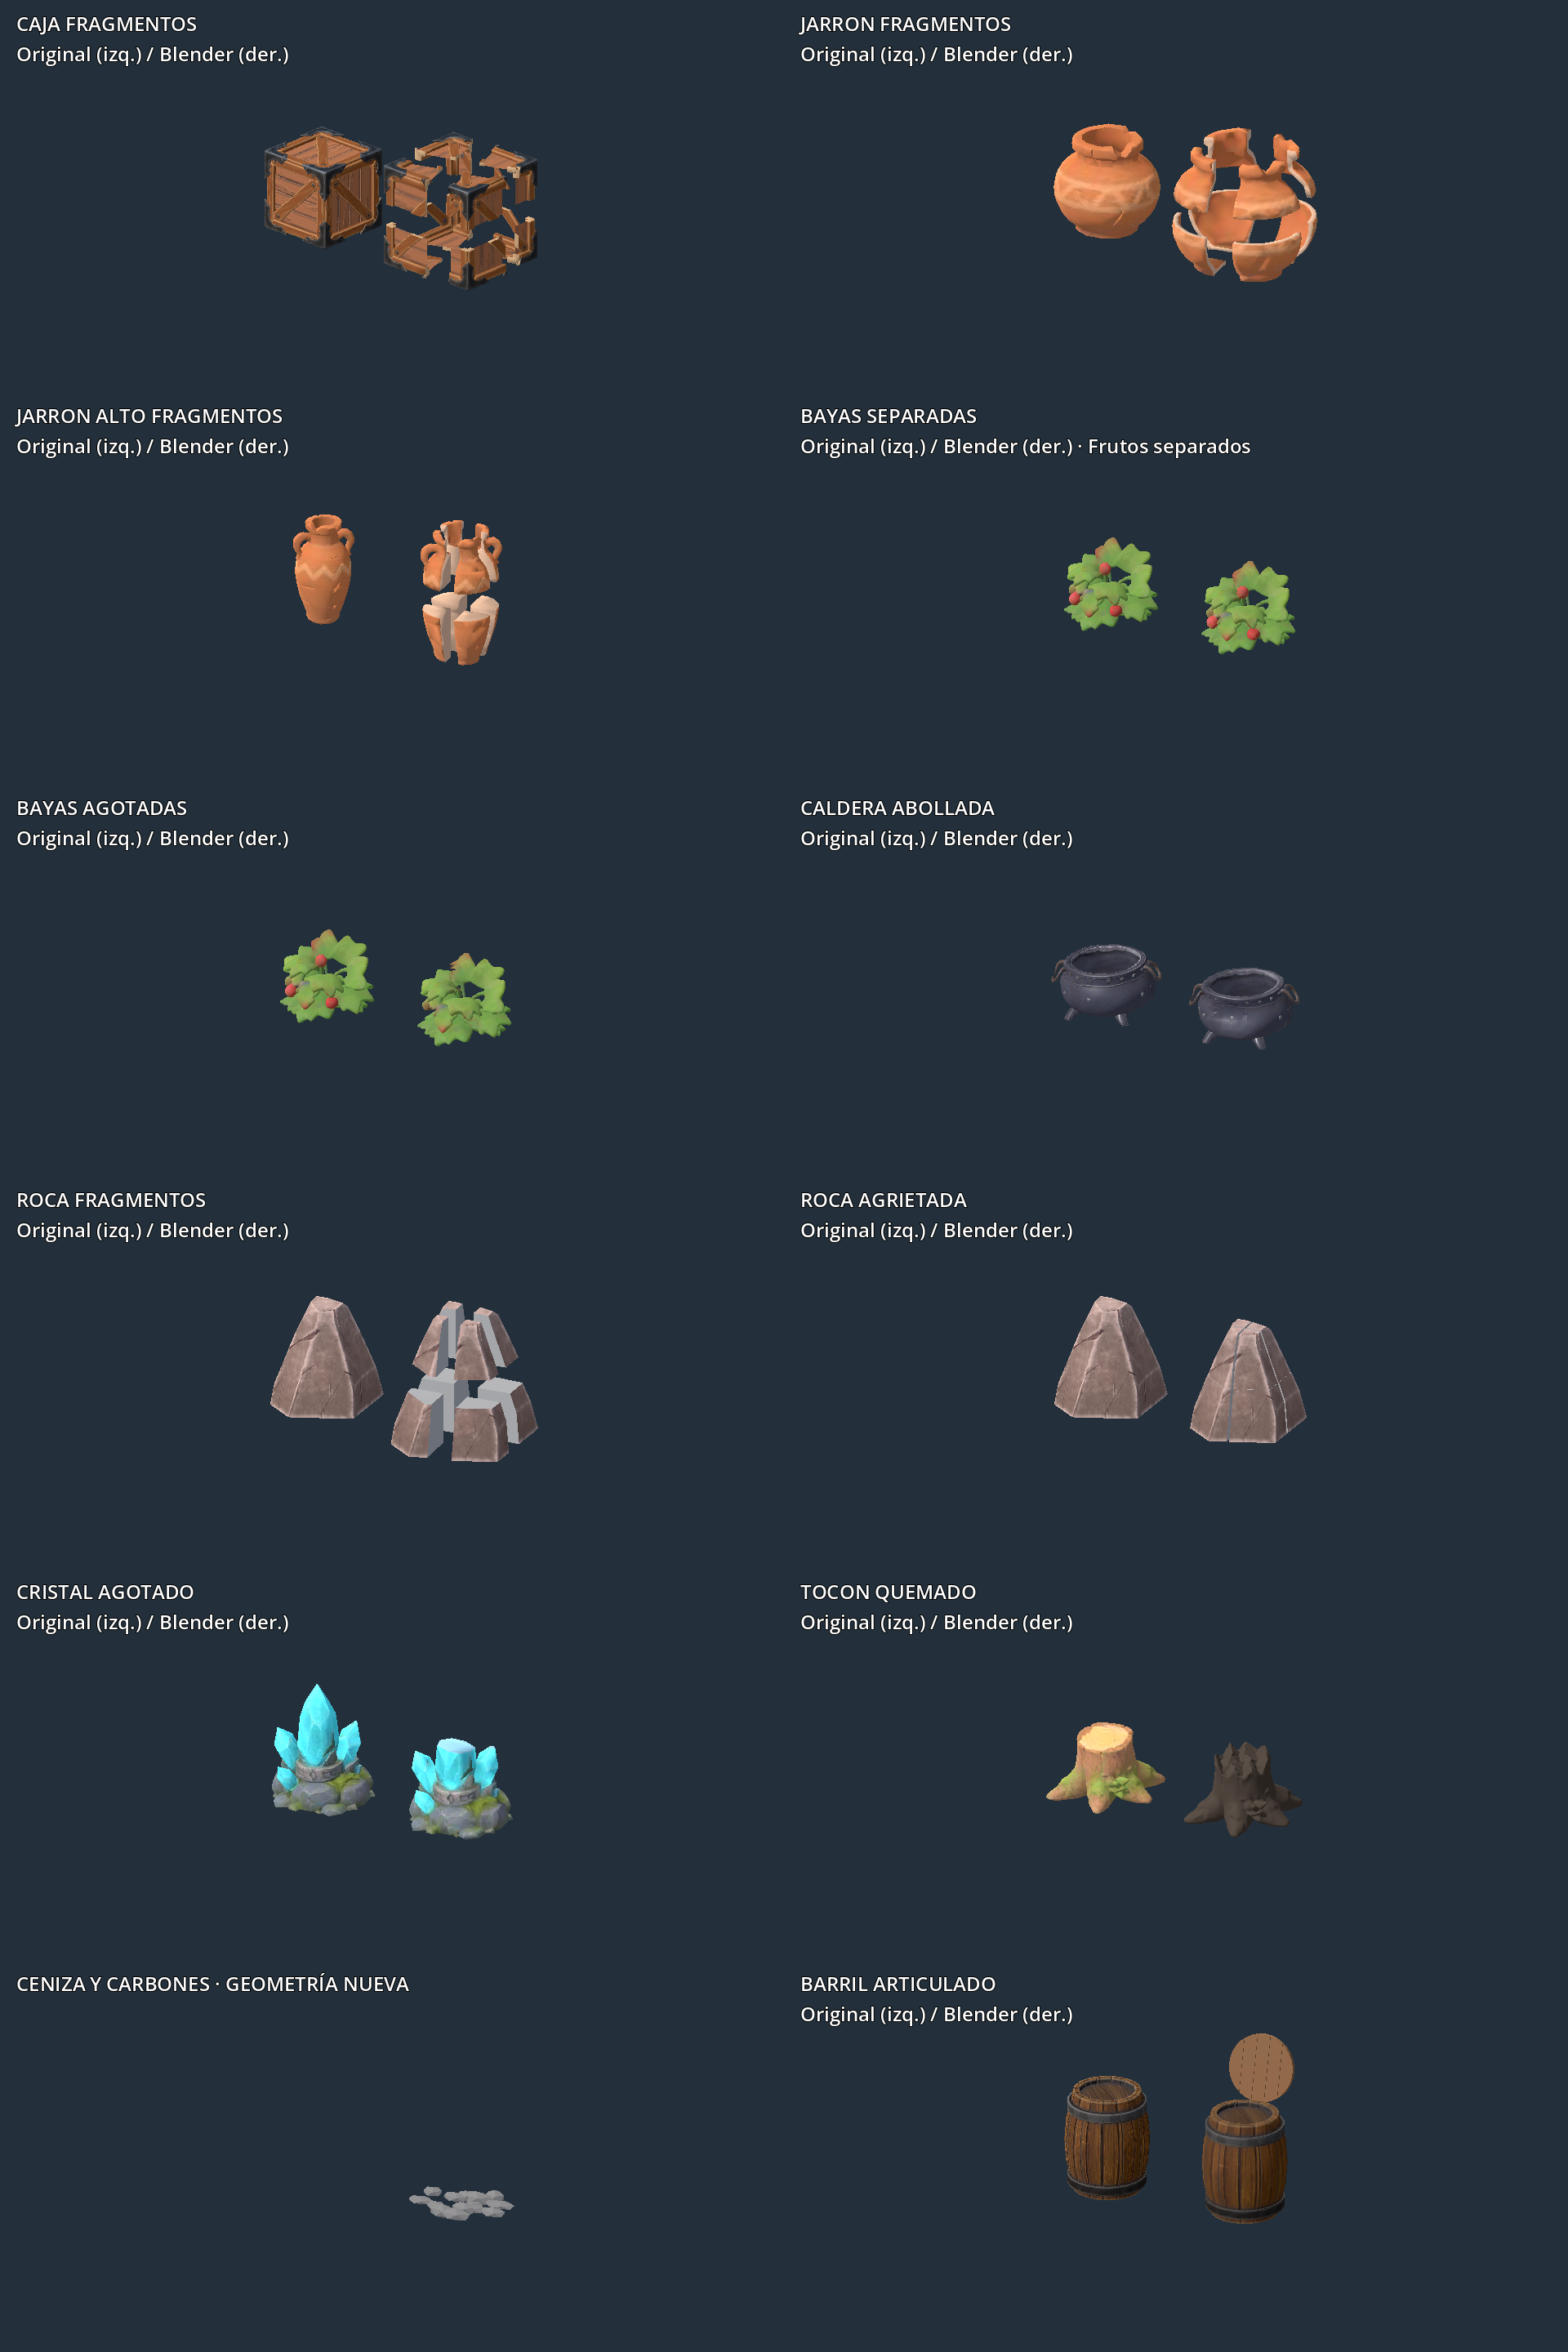 CAJA FRAGMENTOS
Original (izq.) / Blender (der.)
JARRON FRAGMENTOS
Original (izq.) / Blender (der.)
JARRON ALTO FRAGMENTOS
Original (izq.) / Blender (der.)
BAYAS SEPARADAS
Original (izq.) / Blender (der.) · Frutos separados
BAYAS AGOTADAS
Original (izq.) / Blender (der.)
CALDERA ABOLLADA
Original (izq.) / Blender (der.)
ROCA FRAGMENTOS
Original (izq.) / Blender (der.)
ROCA AGRIETADA
Original (izq.) / Blender (der.)
CRISTAL AGOTADO
Original (izq.) / Blender (der.)
TOCON QUEMADO
Original (izq.) / Blender (der.)
CENIZA Y CARBONES · GEOMETRÍA NUEVA
BARRIL ARTICULADO
Original (izq.) / Blender (der.)